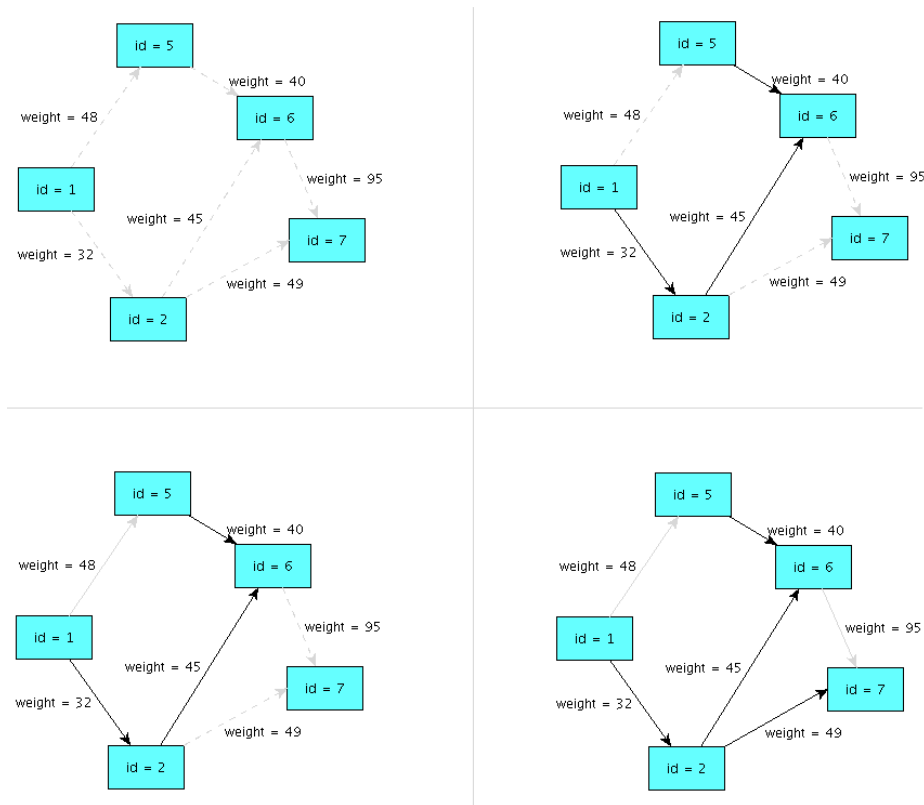 id = 5
weight = 40
id = 6
weight = 48
id = 1
weight = 95
weight = 45
id = 7
weight = 32
weight = 49
id = 2
id = 5
weight = 40
id = 6
weight = 48
id = 1
weight = 95
weight = 45
id = 7
weight = 32
weight = 49
id = 2
id = 5
weight = 40
weight = 48
id = 6
id = 1
weight = 95
weight = 45
id = 7
weight = 32
weight = 49
id = 2
id = 5
weight = 40
weight = 48
id = 6
id = 1
weight = 95
weight = 45
id = 7
weight = 32
weight = 49
id = 2